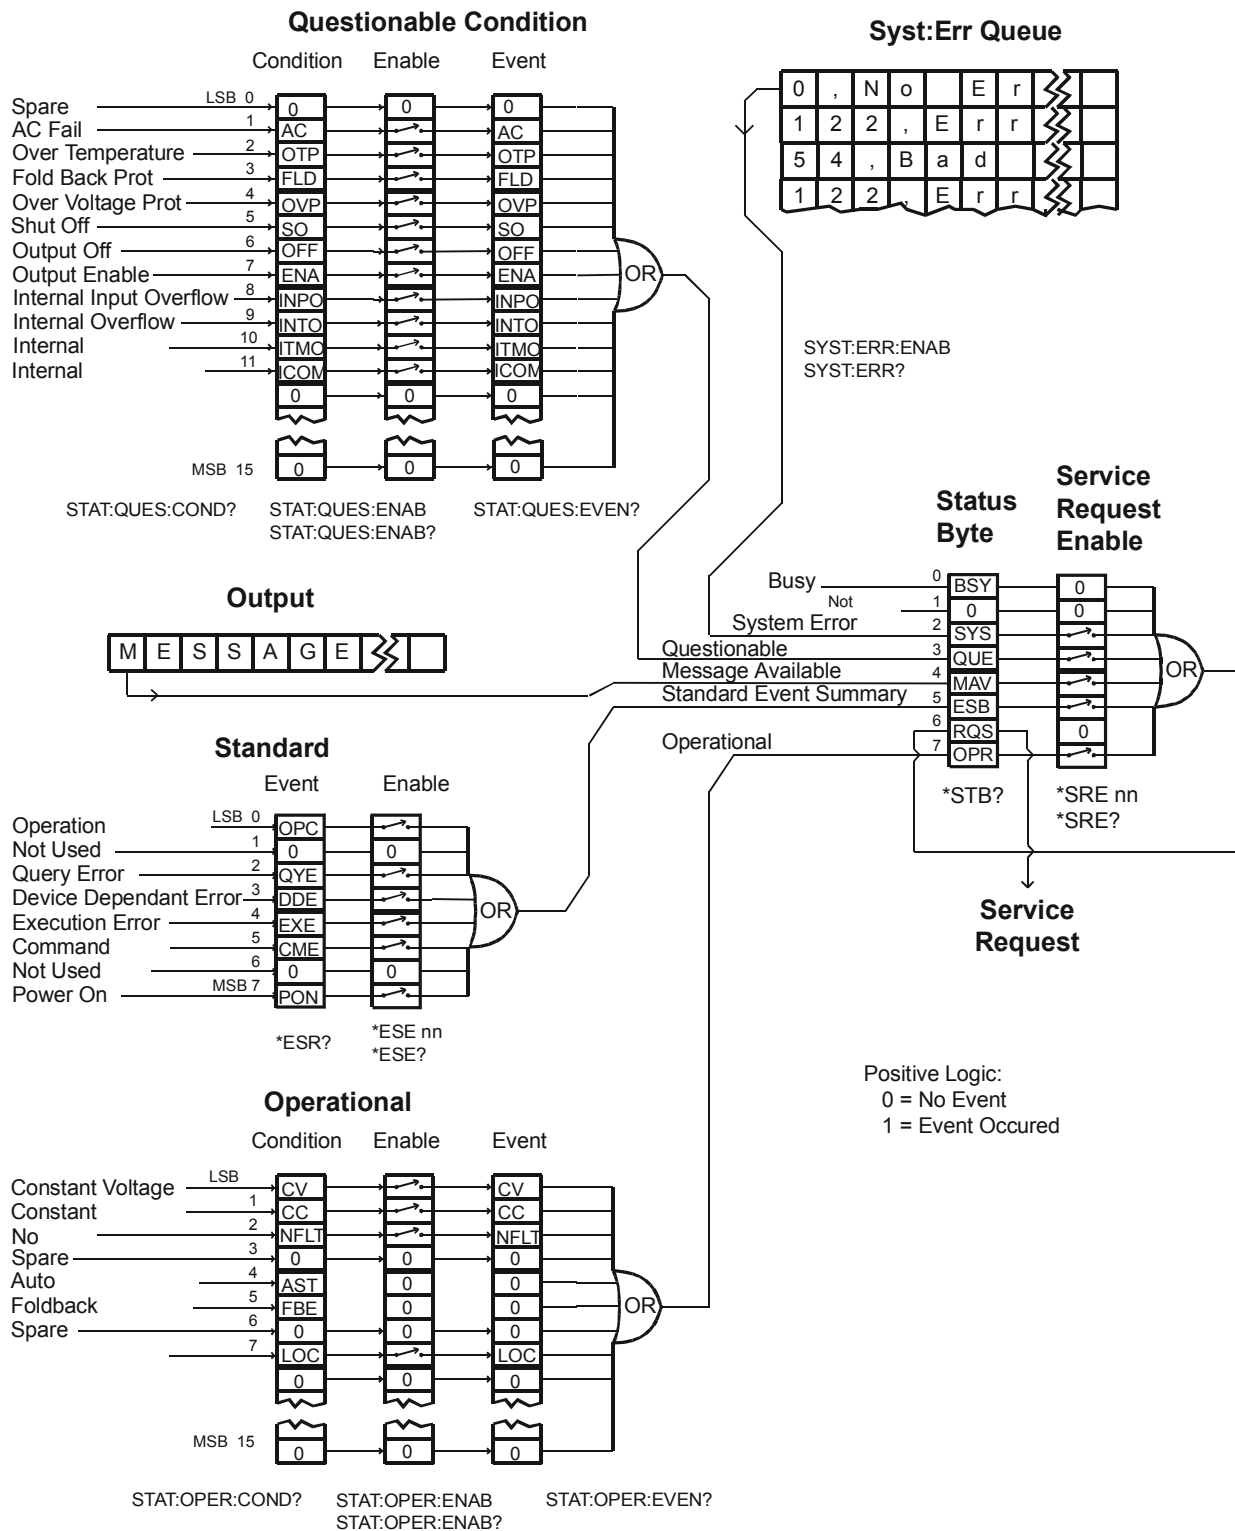 Questionable Condition
Condition Enable Event
Spare LSB 0 0 0 0
AC Fail 1 AC AC
Over Temperature 2 OTP OTP
Fold Back Prot 3 FLD FLD
Over Voltage Prot 4 OVP OVP
Shut Off 5 SO SO
Output Off 6 OFF OFF
Output Enable 7 ENA ENA
Internal Input Overflow 8 INPO INPO
Internal Overflow 9 INTO INTO
Internal 10 ITMO ITMO
Internal 11 ICOM ICOM
0 0 0
MSB 15 0 0 0
OR
STAT:QUES:COND? STAT:QUES:ENAB STAT:QUES:EVEN?
STAT:QUES:ENAB?
Syst:Err Queue
0 , N o E r
1 2 2 , E r r
5 4 , B a d
1 2 2 , E r r
SYST:ERR:ENAB
SYST:ERR?
Output
M E S S A G E
Status
Byte
Service
Request
Enable
Busy 0 BSY 0
Not 1 0 0
System Error 2 SYS
Questionable 3 QUE
Message Available 4 MAV
Standard Event Summary 5 ESB
6 RQS 0
Operational 7 OPR
OR
*STB? *SRE nn
*SRE?
Service
Request
Standard
Event Enable
Operation LSB 0 OPC
Not Used 1 0 0
Query Error 2 QYE
Device Dependant Error 3 DDE
Execution Error 4 EXE
Command 5 CME
Not Used 6 0 0
Power On MSB 7 PON
OR
*ESR? *ESE nn
*ESE?
Positive Logic:
0 = No Event
1 = Event Occured
Operational
Condition Enable Event
Constant Voltage LSB CV CV
Constant 1 CC CC
No 2 NFLT NFLT
Spare 3 0 0 0
Auto 4 AST 0 0
Foldback 5 FBE 0 0
Spare 6 0 0 0
7 LOC LOC
0 0 0
MSB 15 0 0 0
OR
STAT:OPER:COND? STAT:OPER:ENAB STAT:OPER:EVEN?
STAT:OPER:ENAB?